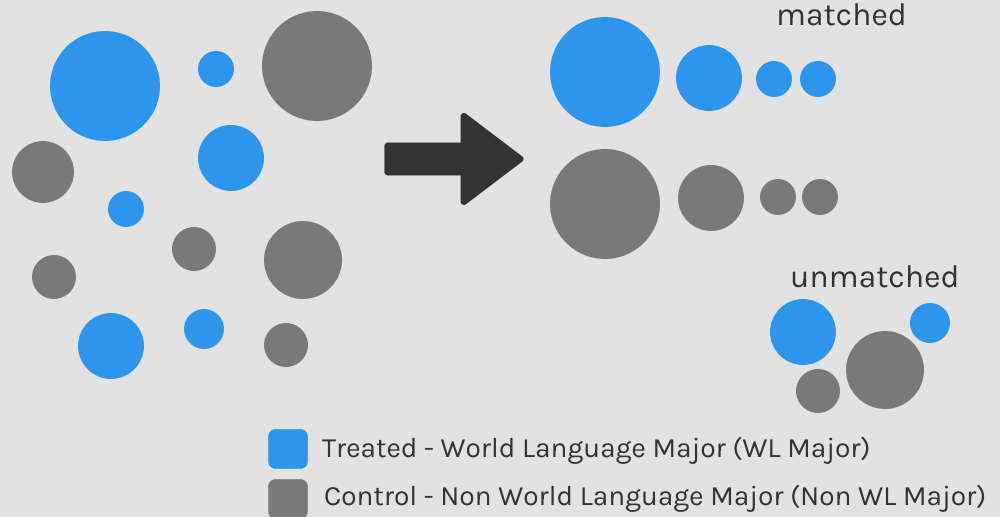 matched
unmatched
Treated - World Language Major (WL Major)
Control - Non World Language Major (Non WL Major)